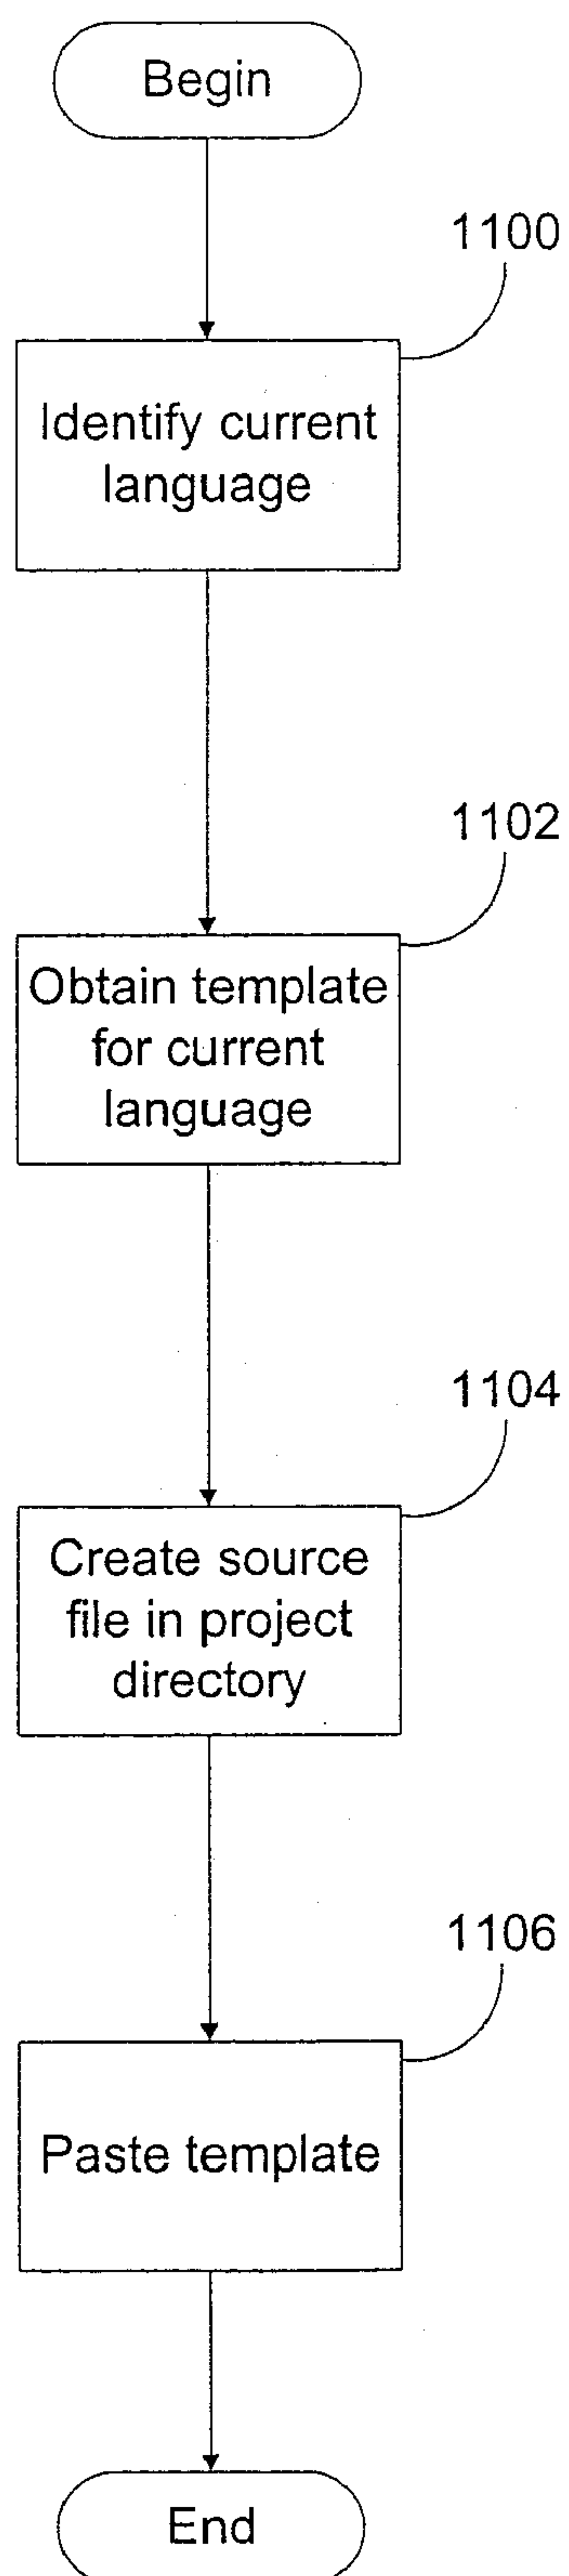 Begin
1100
Identify current
language
1102
Obtain template
for current
language
1104
Create source
file in project
directory
1106
Paste template
End